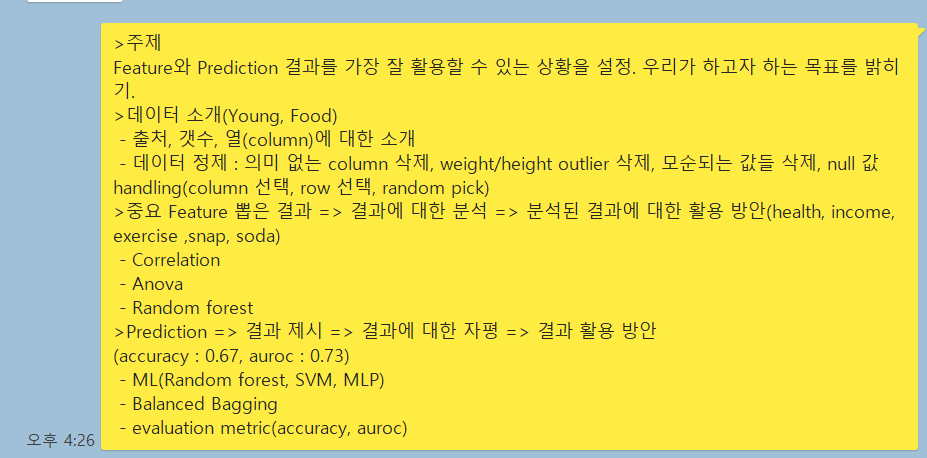 >주제
Feature와 Prediction 결과를 가장 잘 활용할 수 있는 상황을 설정. 우리가 하고자 하는 목표를 밝히
기.
>데이터 소개(Young, Food)
- 출처, 갯수, 열(column)에 대한 소개
- 데이터 정제 : 의미 없는 column 삭제, weight/height outlier 삭제, 모순되는 값들 삭제, null 값
handling(column 선택, row 선택, random pick)
>중요 Feature 뽑은 결과 => 결과에 대한 분석 => 분석된 결과에 대한 활용 방안(health, income,
exercise ,snap, soda)
- Correlation
- Anova
- Random forest
>Prediction => 결과 제시 => 결과에 대한 자평 => 결과 활용 방안
(accuracy : 0.67, auroc : 0.73)
- ML(Random forest, SVM, MLP)
- Balanced Bagging
- evaluation metric(accuracy, auroc)
오후 4:26